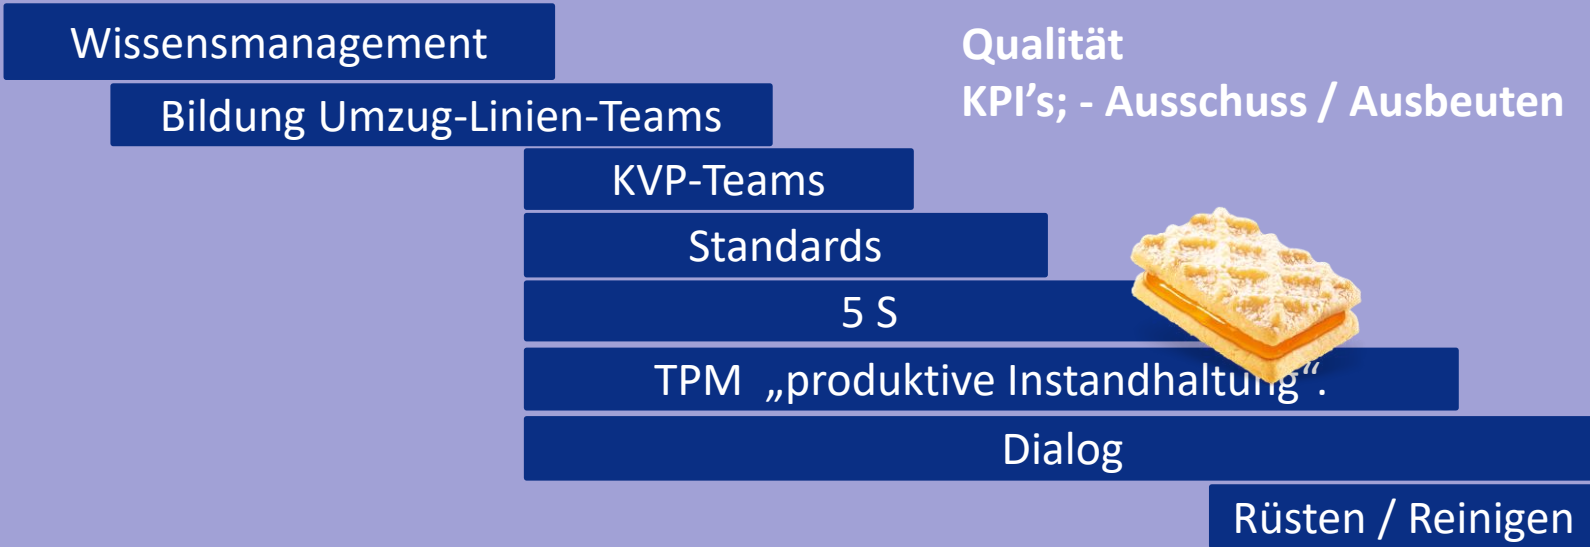 Wissensmanagement
Qualität
KPI's; - Ausschuss / Ausbeuten
Bildung Umzug-Linien-Teams
KVP-Teams
Standards
5 S
TPM „produktive Instandhaltung“.
Dialog
Rüsten / Reinigen